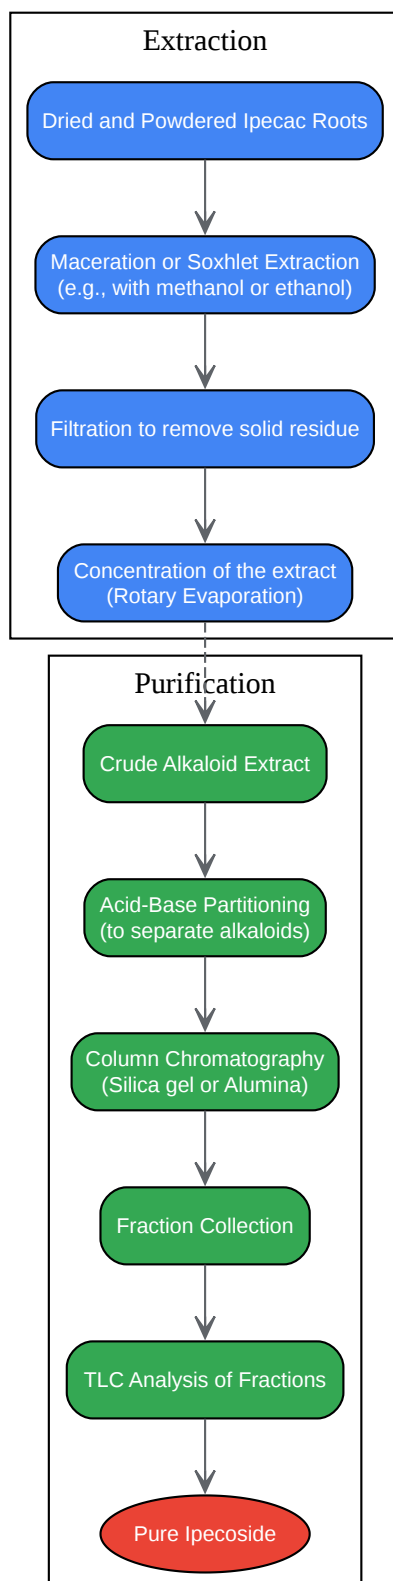 Extraction
Dried and Powdered Ipecac Roots
Maceration or Soxhlet Extraction
(e.g., with methanol or ethanol)
Filtration to remove solid residue
Concentration of the extract
(Rotary Evaporation)
Purification
Crude Alkaloid Extract
Acid-Base Partitioning
(to separate alkaloids)
Column Chromatography
(Silica gel or Alumina)
Fraction Collection
TLC Analysis of Fractions
Pure Ipecoside